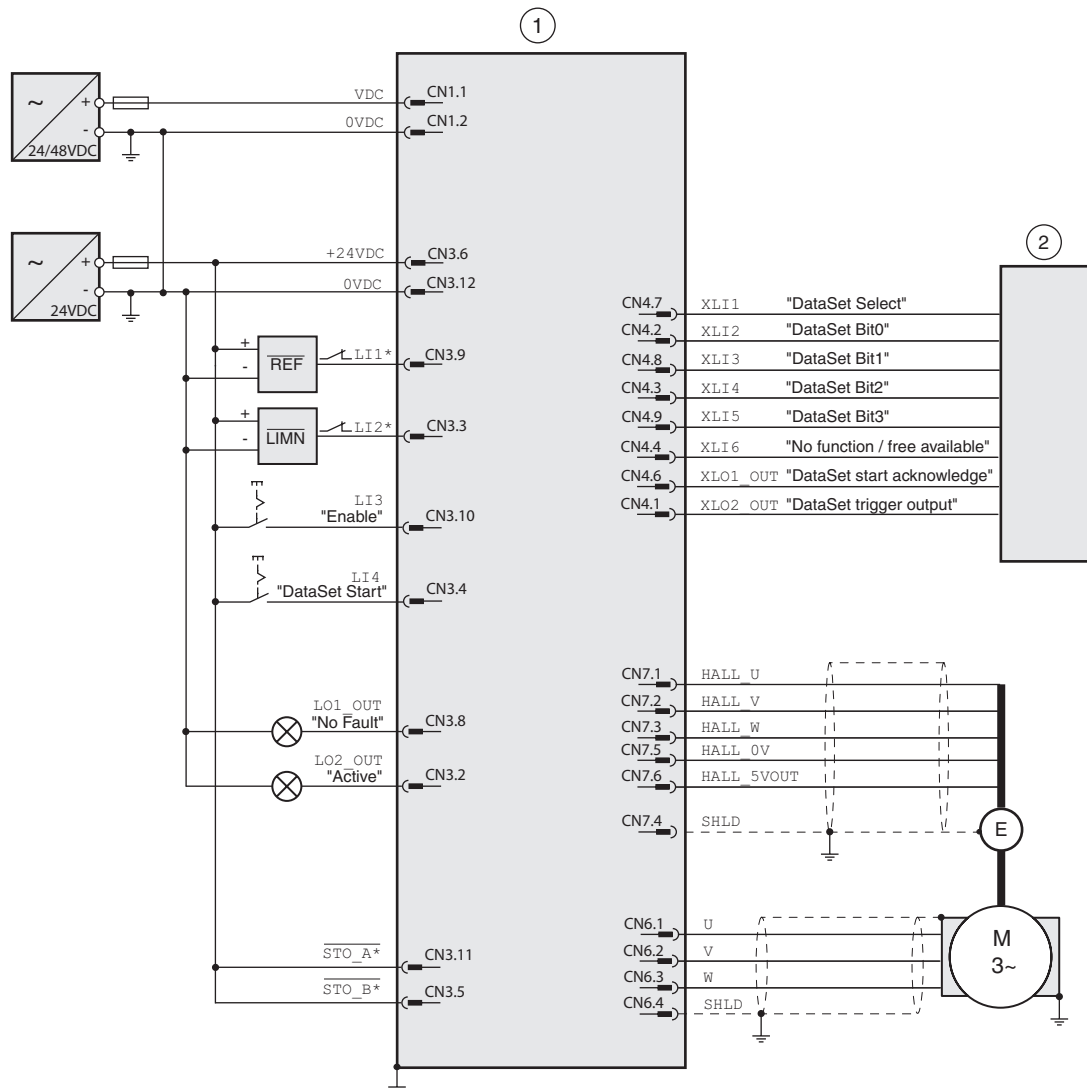 1
~
+
-
24/48VDC
VDC
CN1.1
0VDC
CN1.2
~
+
-
24VDC
+24VDC
CN3.6
0VDC
CN3.12
+
-
REF
LI1*
CN3.9
+
-
LIMN
LI2*
CN3.3
LI3
"Enable"
CN3.10
LI4
"DataSet Start"
CN3.4
LO1_OUT
"No Fault"
CN3.8
LO2_OUT
"Active"
CN3.2
STO_A*
CN3.11
STO_B*
CN3.5
2
CN4.7 XLI1 "DataSet Select"
CN4.2 XLI2 "DataSet Bit0"
CN4.8 XLI3 "DataSet Bit1"
CN4.3 XLI4 "DataSet Bit2"
CN4.9 XLI5 "DataSet Bit3"
CN4.4 XLI6 "No function / free available"
CN4.6 XLO1_OUT "DataSet start acknowledge"
CN4.1 XLO2_OUT "DataSet trigger output"
CN7.1 HALL_U
CN7.2 HALL_V
CN7.3 HALL_W
CN7.5 HALL_0V
CN7.6 HALL_5VOUT
CN7.4 SHLD
E
CN6.1 U
CN6.2 V
CN6.3 W
CN6.4 SHLD
M
3~